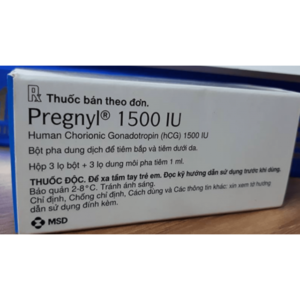 Rx Thuốc bán theo đơn.
Pregnyl® 1500 IU
Human Chorionic Gonadotropin (hCG) 1500 IU
Bột pha dung dịch để tiêm bắp và tiêm dưới da.
Hộp 3 lọ bột + 3 lọ dung môi pha tiêm 1 ml.
THUỐC ĐỘC. Để xa tầm tay trẻ em. Đọc kỹ hướng dẫn sử dụng trước khi dùng.
Bảo quản 2-8°C. Tránh ánh sáng.
Chỉ định, Chống chỉ định, Cách dùng và Các thông tin khác: xin xem tờ hướng
dẫn sử dụng đính kèm.
MSD